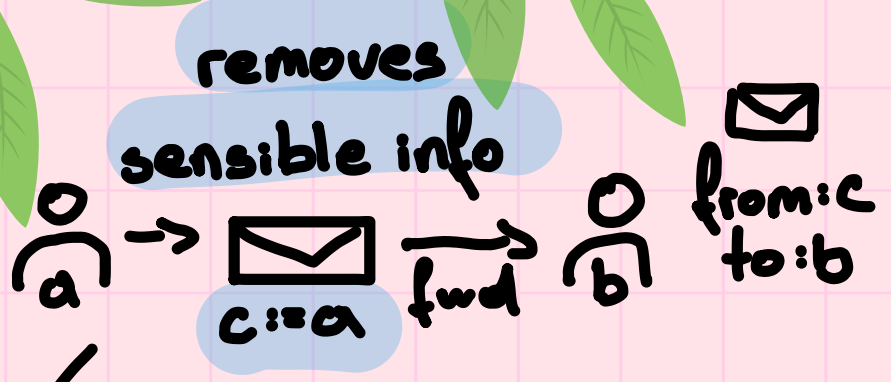 removes
sensible info
a
c:=a
fwd
b
from:c
to:b